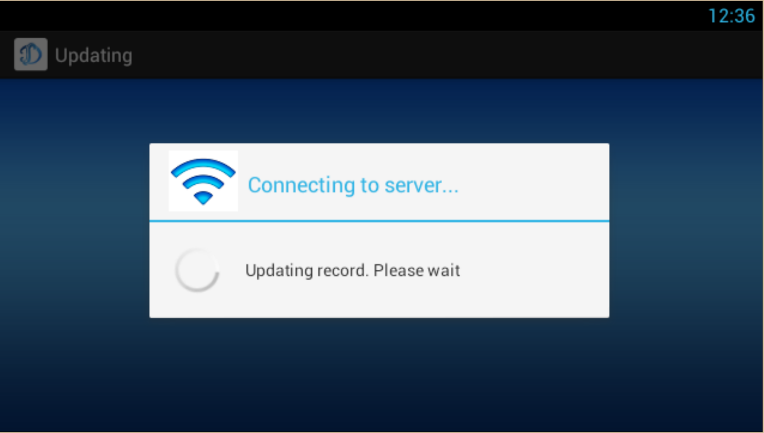 12:36
Updating
Connecting to server...
Updating record. Please wait